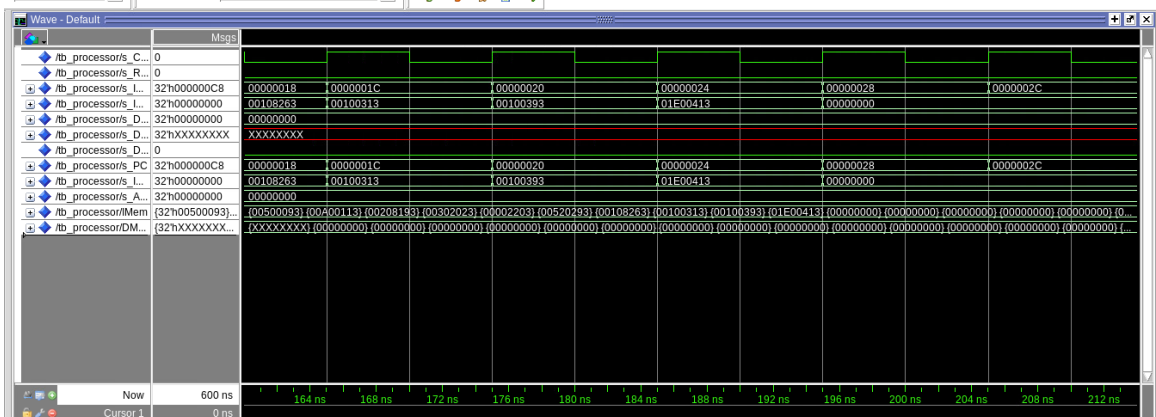 Wave - Default
Msgs
/tb_processor/s_C... 0
/tb_processor/s_R... 0
/tb_processor/s_I... 32'h000000C8 00000018 0000001C 00000020 00000024 00000028 0000002C
/tb_processor/s_I... 32'h00000000 00108263 00100313 00100393 01E00413 00000000
/tb_processor/s_D... 32'h00000000 00000000
/tb_processor/s_D... 32'hXXXXXXXX XXXXXXXX
/tb_processor/s_D... 0
/tb_processor/s_PC 32'h000000C8 00000018 0000001C 00000020 00000024 00000028 0000002C
/tb_processor/s_I... 32'h00000000 00108263 00100313 00100393 01E00413 00000000
/tb_processor/s_A... 32'h00000000 00000000
/tb_processor/IMem {32'h00500093}... {00500093} {00A00113} {00208193} {00302023} {00002203} {00520293} {00108263} {00100313} {00100393} {01E00413} {00000000} {00000000} {00000000} {00000000} {0...
/tb_processor/DM... {32'hXXXXXXX... {XXXXXXXX} {00000000} {00000000} {00000000} {00000000} {00000000} {00000000} {00000000} {00000000} {00000000} {00000000} {00000000} {00000000} {00000000} {...
Now 600 ns 164 ns 168 ns 172 ns 176 ns 180 ns 184 ns 188 ns 192 ns 196 ns 200 ns 204 ns 208 ns 212 ns
Cursor 1 0 ns